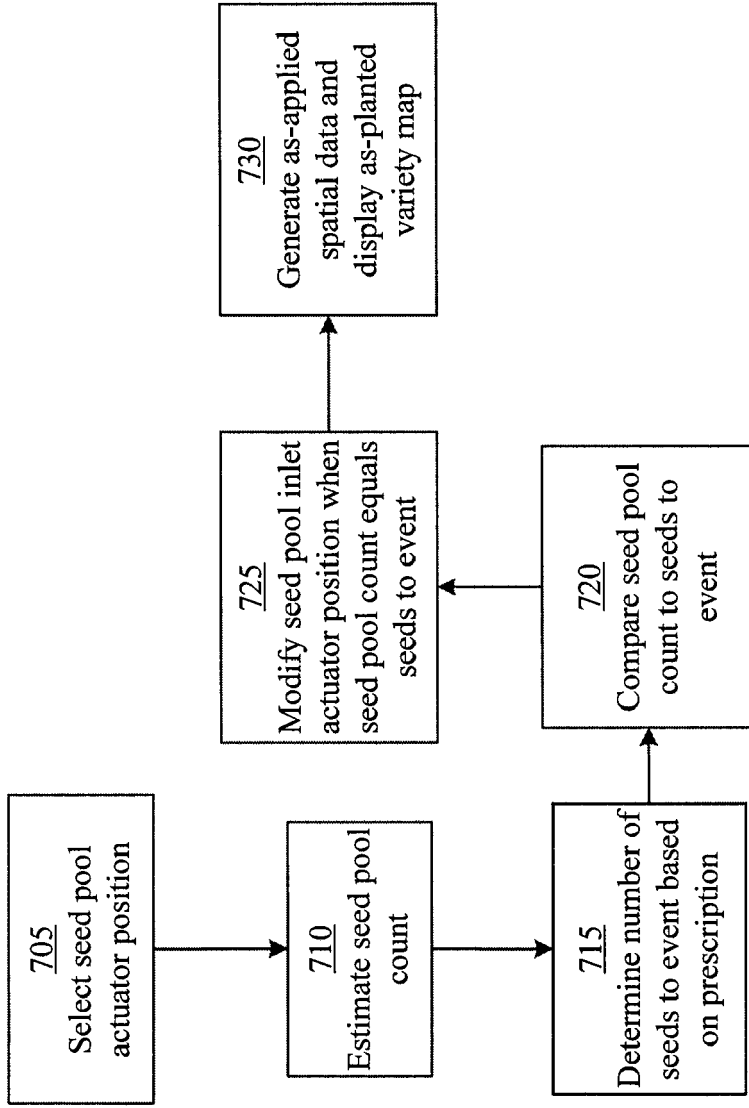 705
Select seed pool
actuator position
710
Estimate seed pool
count
715
Determine number of
seeds to event based
on prescription
720
Compare seed pool
count to seeds to
event
725
Modify seed pool inlet
actuator position when
seed pool count equals
seeds to event
730
Generate as-applied
spatial data and
display as-planted
variety map